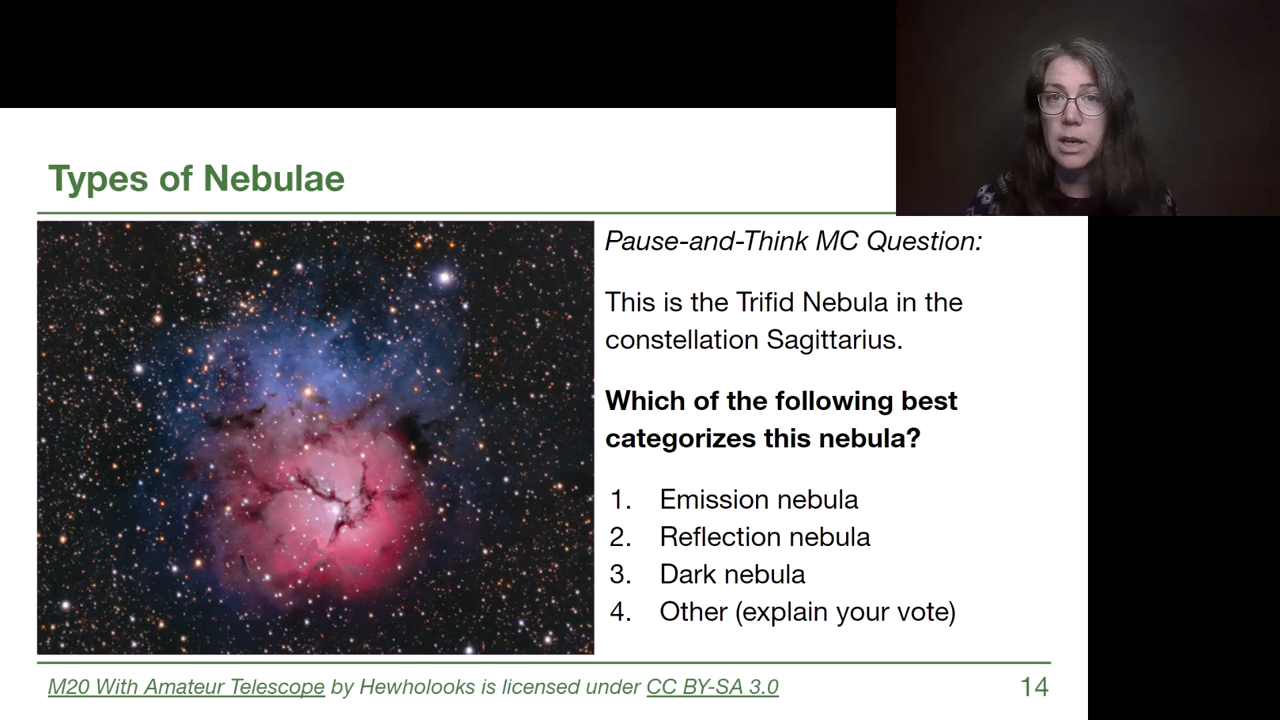 Types of Nebulae
Pause-and-Think MC Question:
This is the Trifid Nebula in the
constellation Sagittarius.
Which of the following best
categorizes this nebula?
1. Emission nebula
2. Reflection nebula
3. Dark nebula
4. Other (explain your vote)
M20 With Amateur Telescope by Hewholooks is licensed under CC BY-SA 3.0
14